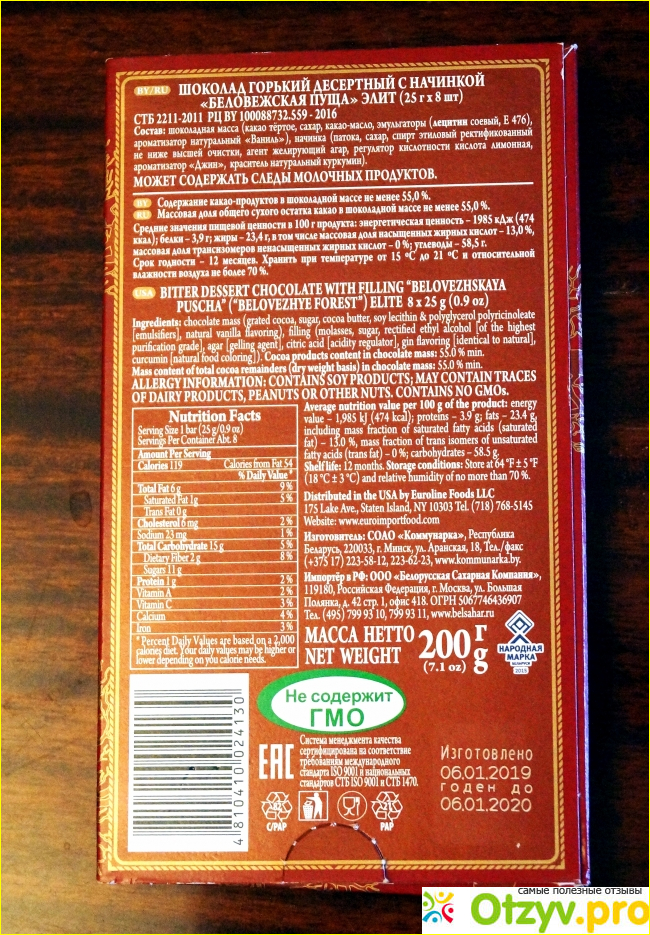 BY/RU ШОКОЛАД ГОРЬКИЙ ДЕСЕРТНЫЙ С НАЧИНКОЙ
«БЕЛОВЕЖСКАЯ ПУЩА» ЭЛИТ (25 г х 8 шт)
СТБ 2211-2011 РЦ BY 100088732.559 - 2016
Состав: шоколадная масса (какао тёртое, сахар, какао-масло, эмульгаторы (лецитин соевый, Е 476),
ароматизатор натуральный «Ваниль»), начинка (патока, сахар, спирт этиловый ректификованный
не ниже высшей очистки, агент желирующий агар, регулятор кислотности кислота лимонная,
ароматизатор «Джин», краситель натуральный куркумин).
МОЖЕТ СОДЕРЖАТЬ СЛЕДЫ МОЛОЧНЫХ ПРОДУКТОВ.
BY Содержание какао-продуктов в шоколадной массе не менее 55,0 %.
RU Массовая доля общего сухого остатка какао в шоколадной массе не менее 55,0 %.
Средние значения пищевой ценности в 100 г продукта: энергетическая ценность – 1985 кДж (474
ккал); белки – 3,9 г; жиры – 23,4 г, в том числе массовая доля насыщенных жирных кислот – 13,0 %,
массовая доля трансизомеров ненасыщенных жирных кислот – 0 %; углеводы – 58,5 г.
Срок годности – 12 месяцев. Хранить при температуре от 15 °С до 21 °С и относительной
влажности воздуха не более 70 %.
USA BITTER DESSERT CHOCOLATE WITH FILLING “BELOVEZHSKAYA
PUSCHA” (“BELOVEZHYE FOREST”) ELITE 8 x 25 g (0.9 oz)
Ingredients: chocolate mass (grated cocoa, sugar, cocoa butter, soy lecithin & polyglycerol polyricinoleate
[emulsifiers], natural vanilla flavoring), filling (molasses, sugar, rectified ethyl alcohol [of the highest
purification grade], agar [gelling agent], citric acid [acidity regulator], gin flavoring [identical to natural],
curcumin [natural food coloring]). Cocoa products content in chocolate mass: 55.0 % min.
Mass content of total cocoa remainders (dry weight basis) in chocolate mass: 55.0 % min.
ALLERGY INFORMATION: CONTAINS SOY PRODUCTS; MAY CONTAIN TRACES
OF DAIRY PRODUCTS, PEANUTS OR OTHER NUTS. CONTAINS NO GMOs.
Nutrition Facts
Serving Size 1 bar (25 g/0.9 oz)
Servings Per Container Abt. 8
Amount Per Serving
Calories 119 Calories from Fat 54
% Daily Value*
Total Fat 6 g 9 %
Saturated Fat 1g 5 %
Trans Fat 0 g
Cholesterol 6 mg 2 %
Sodium 23 mg 1 %
Total Carbohydrate 15 g 5 %
Dietary Fiber 2 g 8 %
Sugars 11 g
Protein 1 g 2 %
Vitamin A 2 %
Vitamin C 3 %
Calcium 4 %
Iron 3 %
*Percent Daily Values are based on a 2,000
calories diet. Your daily values may be higher or
lower depending on you calorie needs.
Average nutrition value per 100 g of the product: energy
value – 1,985 kJ (474 kcal); proteins – 3.9 g; fats – 23.4 g,
including mass fraction of saturated fatty acids (saturated
fat) – 13.0 %, mass fraction of trans isomers of unsaturated
fatty acids (trans fat) – 0 %; carbohydrates – 58.5 g.
Shelf life: 12 months. Storage conditions: Store at 64 °F ± 5 °F
(18 °C ± 3 °C) and relative humidity of no more than 70 %.
Distributed in the USA by Euroline Foods LLC
175 Lake Ave., Staten Island, NY 10303 Tel. (718) 768-5145
Website: www.euroimportfood.com
Изготовитель: СОАО «Коммунарка», Республика
Беларусь, 220033, г. Минск, ул. Аранская, 18, Тел./факс
(+375 17) 223-58-12, 223-62-23, www.kommunarka.by.
Импортёр в РФ: ООО «Белорусская Сахарная Компания»,
119180, Российская Федерация, г. Москва, ул. Большая
Полянка, д. 42 стр. 1, офис 418. ОГРН 5067746436907
Тел. (495) 799 93 10, 799 93 11, www.belsahar.ru.
МАССА НЕТТО 200 г
NET WEIGHT (7.1 oz) g
НАРОДНАЯ
МАРКА
БЕЛАРУСЬ
2015
Не содержит
ГМО
4 810410 024130
EAC
Система менеджмента качества
сертифицирована на соответствие
требованиям международного
стандарта ISO 9001 и национальных
стандартов СТБ ISO 9001 и СТБ 1470.
C/PAP
PAP
Изготовлено
06.01.2019
годен до
06.01.2020
самые полезные отзывы
Otzyv.pro